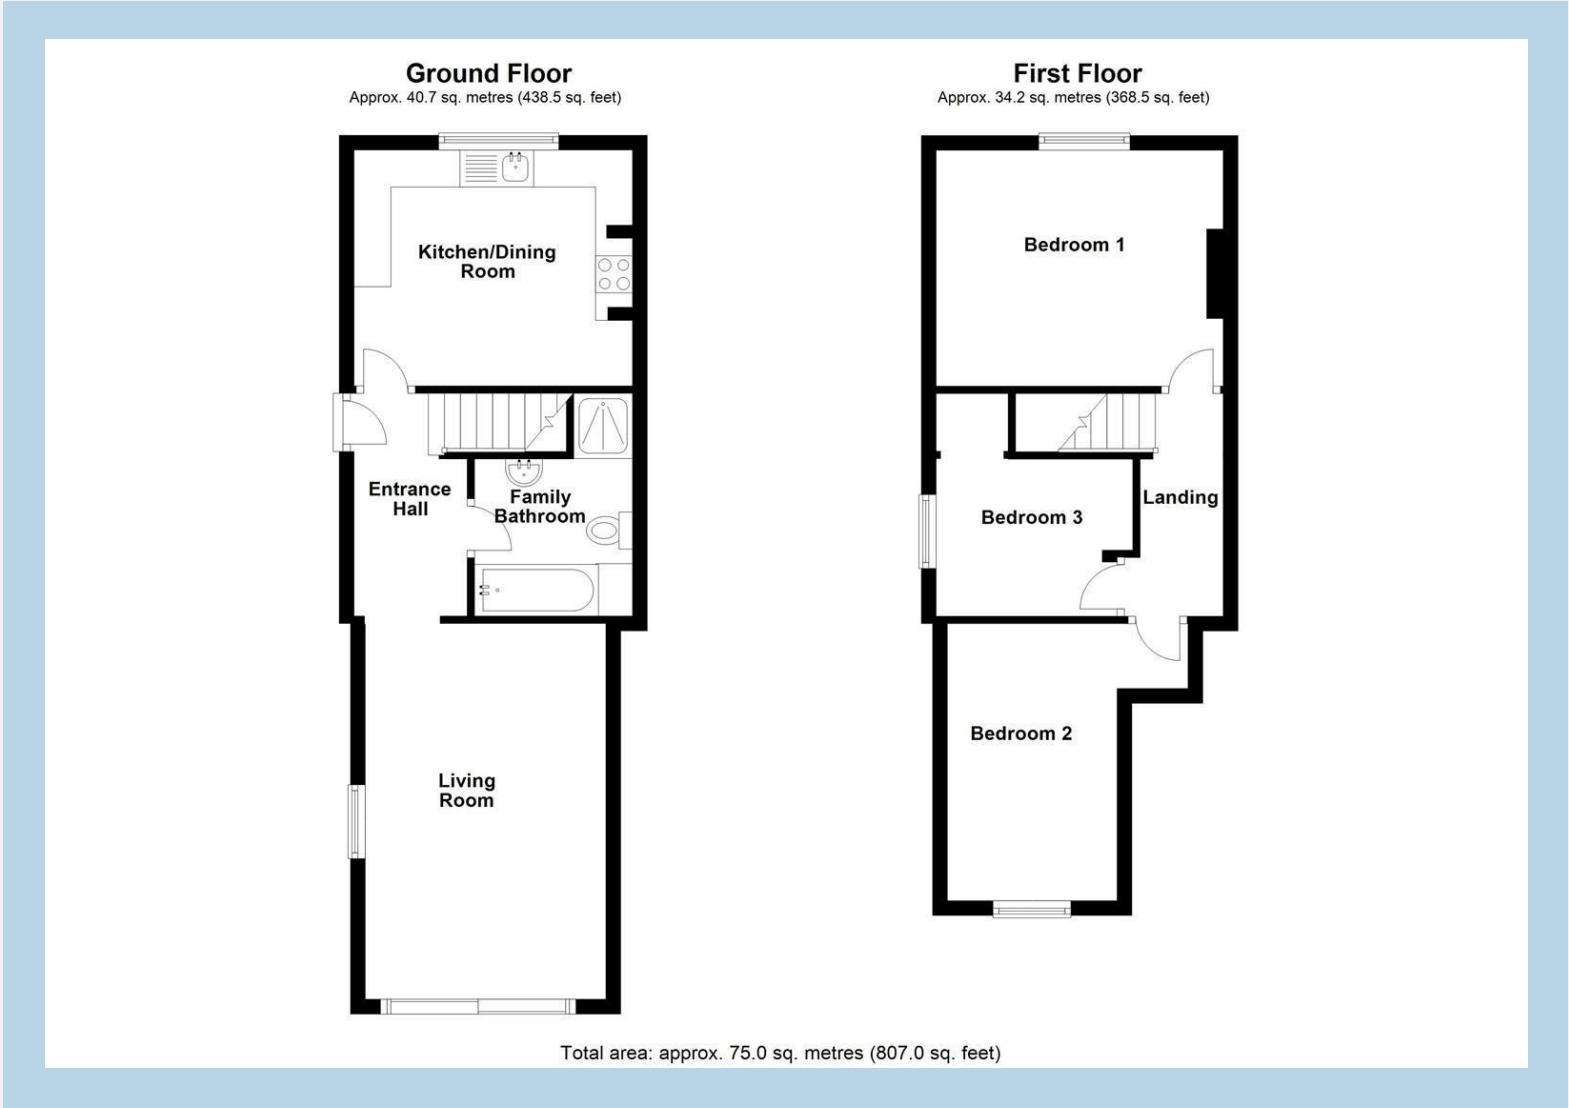 Ground Floor
Approx. 40.7 sq. metres (438.5 sq. feet)
Kitchen/Dining
Room
Entrance
Hall
Family
Bathroom
Living
Room
First Floor
Approx. 34.2 sq. metres (368.5 sq. feet)
Bedroom 1
Landing
Bedroom 3
Bedroom 2
Total area: approx. 75.0 sq. metres (807.0 sq. feet)